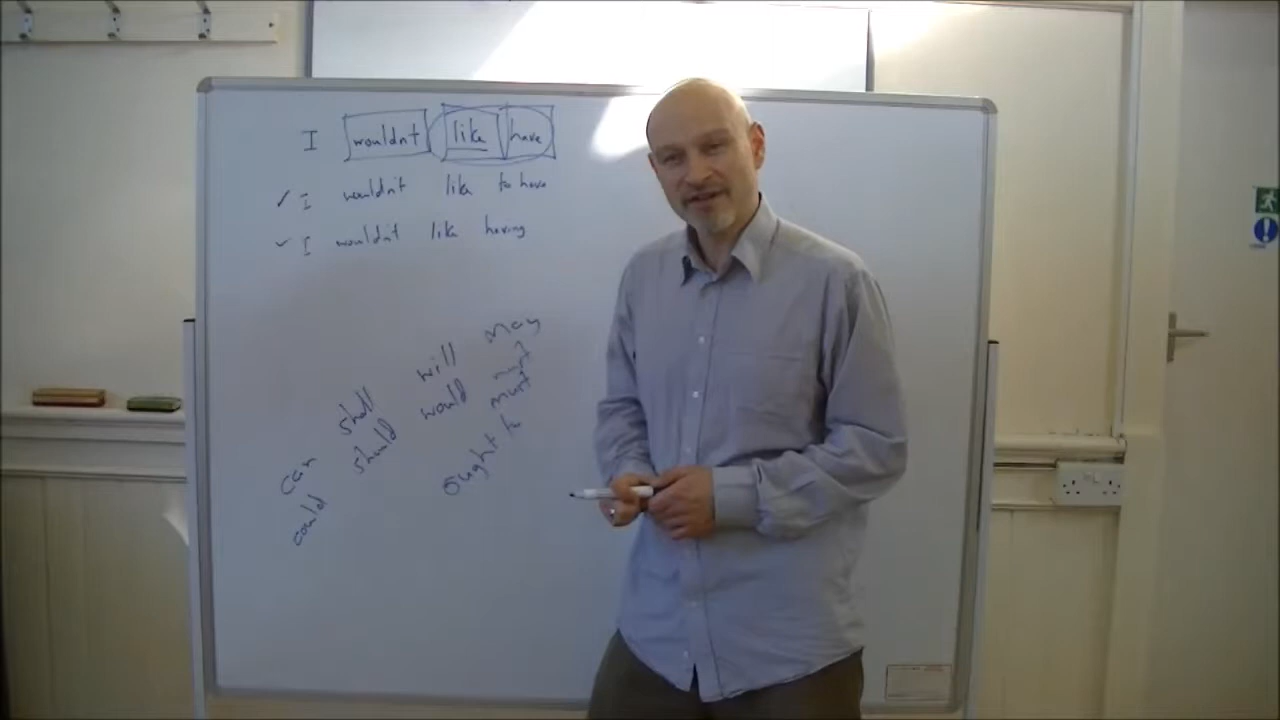 I wouldn't like have
✓ I wouldn't like to have
✓ I wouldn't like having
can shall will may
could should would might
must
ought to